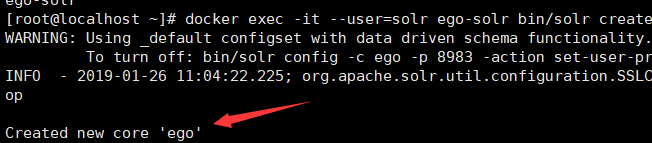 ego-solr
[root@localhost ~]# docker exec -it --user=solr ego-solr bin/solr create
WARNING: Using _default configset with data driven schema functionality.
To turn off: bin/solr config -c ego -p 8983 -action set-user-pr
INFO  - 2019-01-26 11:04:22.225; org.apache.solr.util.configuration.SSLC
op
Created new core 'ego'